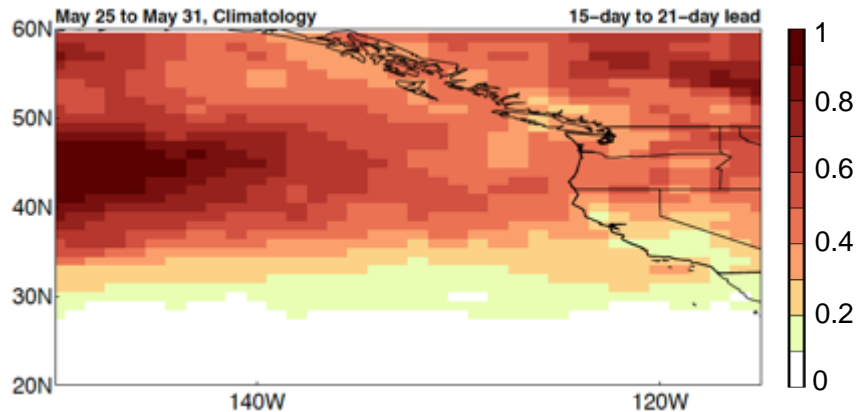 May 25 to May 31, Climatology 15-day to 21-day lead
60N
50N
40N
30N
20N
140W 120W
1
0.8
0.6
0.4
0.2
0